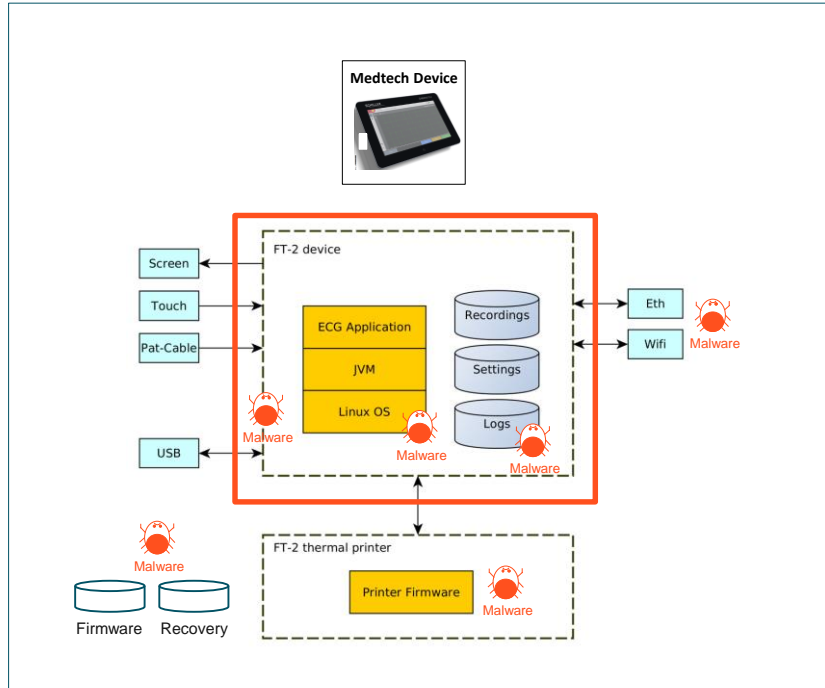 Medtech Device
FT-2 device
Screen
Touch
Pat-Cable
USB
ECG Application
JVM
Linux OS
Recordings
Settings
Logs
Eth
Wifi
Malware
Malware
Malware
Malware
FT-2 thermal printer
Printer Firmware
Malware
Malware
Firmware
Recovery